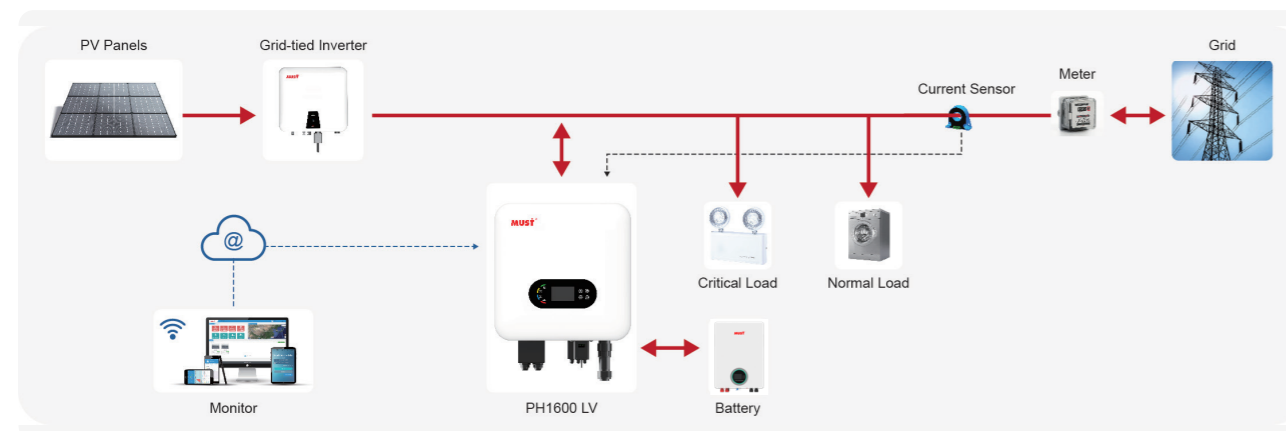 PV Panels
Grid-tied Inverter
Grid
Meter
Current Sensor
MUST
MUST
@
Critical Load
Normal Load
MUST
Monitor
PH1600 LV
Battery